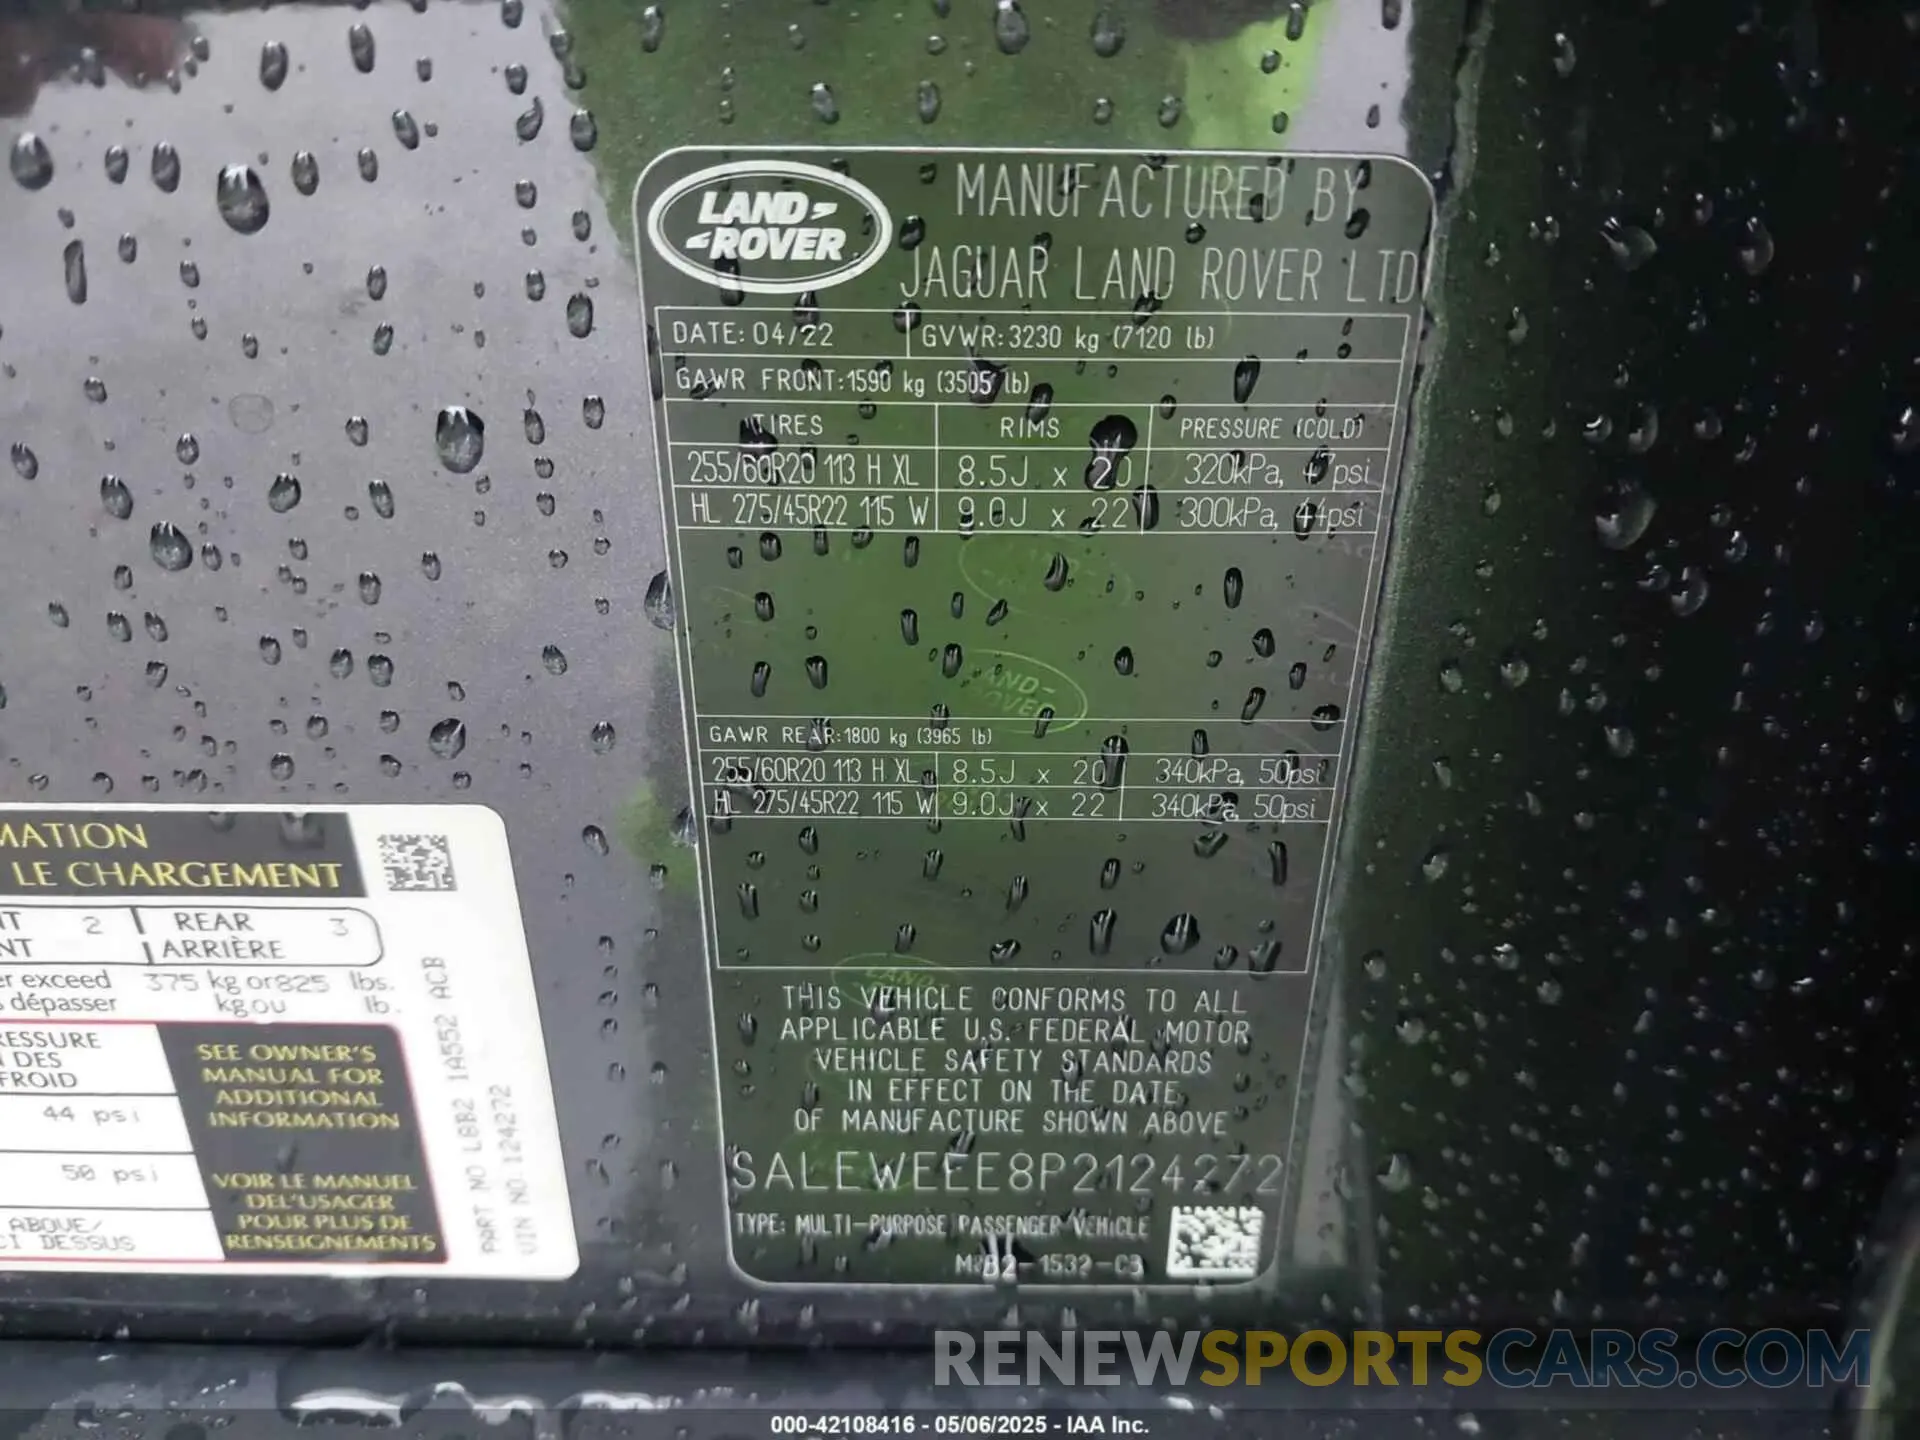 LAND
ROVER
MANUFACTURED BY
JAGUAR LAND ROVER LTD
DATE: 04/22 GVWR: 3230 kg (7120 lb)
GAWR FRONT: 1590 kg (3505 lb)
TIRES RIMS PRESSURE (COLD)
255/60R20 113 H XL 8.5J x 20 320kPa, 47psi
HL 275/45R22 115 W 9.0J x 22 300kPa, 44psi
GAWR REAR: 1800 kg (3965 lb)
255/60R20 113 H XL 8.5J x 20 340kPa, 50psi
HL 275/45R22 115 W 9.0J x 22 340kPa, 50psi
THIS VEHICLE CONFORMS TO ALL
APPLICABLE U.S. FEDERAL MOTOR
VEHICLE SAFETY STANDARDS
IN EFFECT ON THE DATE
OF MANUFACTURE SHOWN ABOVE
SALEWEEE8P2124272
TYPE: MULTI-PURPOSE PASSENGER VEHICLE
-1532-C3
MATION
LE CHARGEMENT
NT 2 REAR 3
NT ARRIÈRE
er exceed 375 kg or 825 lbs.
s dépasser kg ou lb.
RESSURE
N DES
FROID
44 psi
50 psi
ABOVE/
CI DESSUS
SEE OWNER'S
MANUAL FOR
ADDITIONAL
INFORMATION
VOIR LE MANUEL
DEL'USAGER
POUR PLUS DE
RENSEIGNEMENTS
PART NO L8B2 1A552 ACB
VIN NO. 124272
RENEWSPORTSCARS.COM
000-42108416 - 05/06/2025 - IAA Inc.